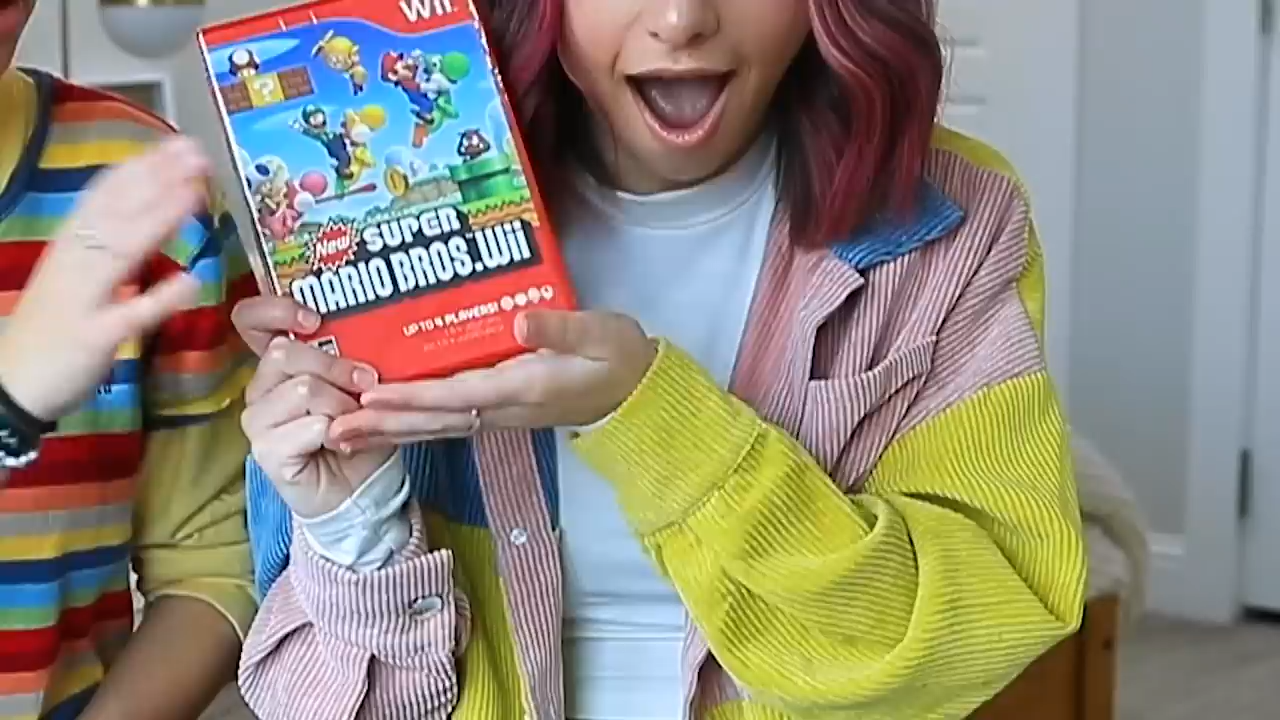 Wii
?
New SUPER
MARIO BROS. Wii
UP TO 4 PLAYERS!